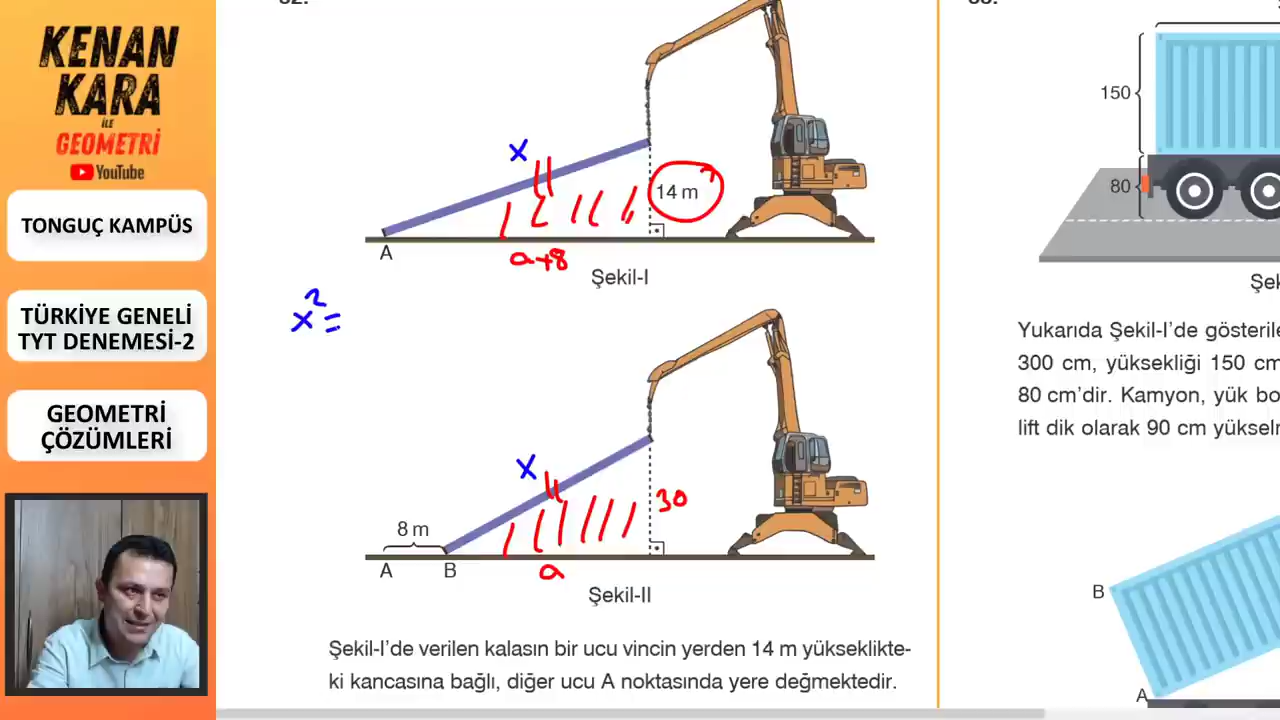 KENAN
KARA
İLE
GEOMETRİ
YouTube
TONGUÇ KAMPÜS
TÜRKİYE GENELİ
TYT DENEMESİ-2
GEOMETRİ
ÇÖZÜMLERİ
x
14 m
?
A
a+8
Şekil-I
x² =
x
30
8 m
A
B
a
Şekil-II
Şekil-I’de verilen kalasın bir ucu vincin yerden 14 m yükseklikte-
ki kancasına bağlı, diğer ucu A noktasında yere değmektedir.
150
80
Yukarıda Şekil-I’de gösterile
300 cm, yüksekliği 150 cm
80 cm’dir. Kamyon, yük bo
lift dik olarak 90 cm yükselm
B
A